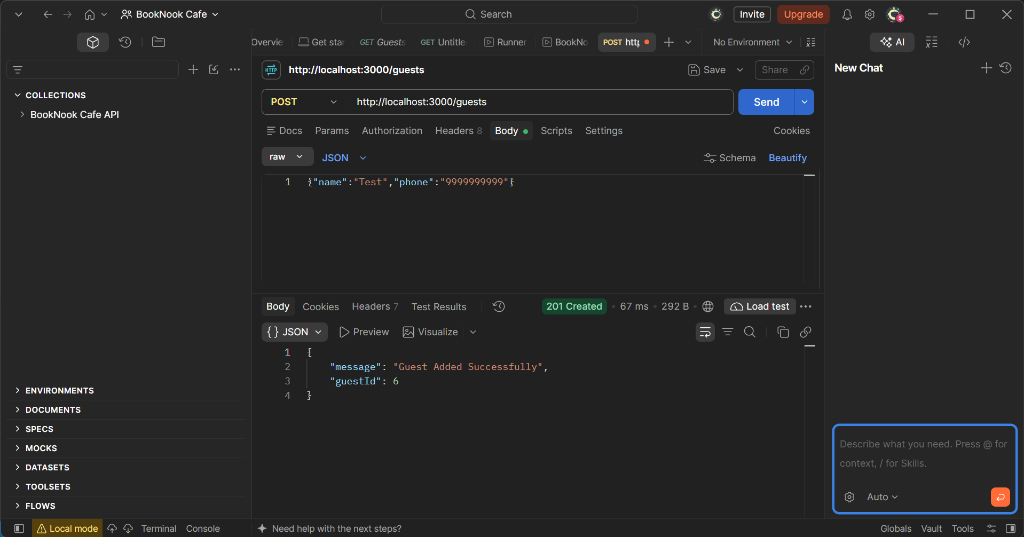 BookNook Cafe
Search
Invite
Upgrade
Overvie
Get sta
GET Guests
GET Untitle
Runner
BookNo
POST http
No Environment
AI
http://localhost:3000/guests
Save
Share
New Chat
COLLECTIONS
BookNook Cafe API
POST
http://localhost:3000/guests
Send
Docs
Params
Authorization
Headers 8
Body
Scripts
Settings
Cookies
raw
JSON
Schema
Beautify
1 {"name":"Test","phone":"9999999999"}
Body
Cookies
Headers 7
Test Results
201 Created
67 ms
292 B
Load test
{} JSON
Preview
Visualize
1 {
2 "message": "Guest Added Successfully",
3 "guestId": 6
4 }
ENVIRONMENTS
DOCUMENTS
SPECS
MOCKS
DATASETS
TOOLSETS
FLOWS
Describe what you need. Press @ for
context, / for Skills.
Auto
Local mode
Terminal
Console
Need help with the next steps?
Globals
Vault
Tools